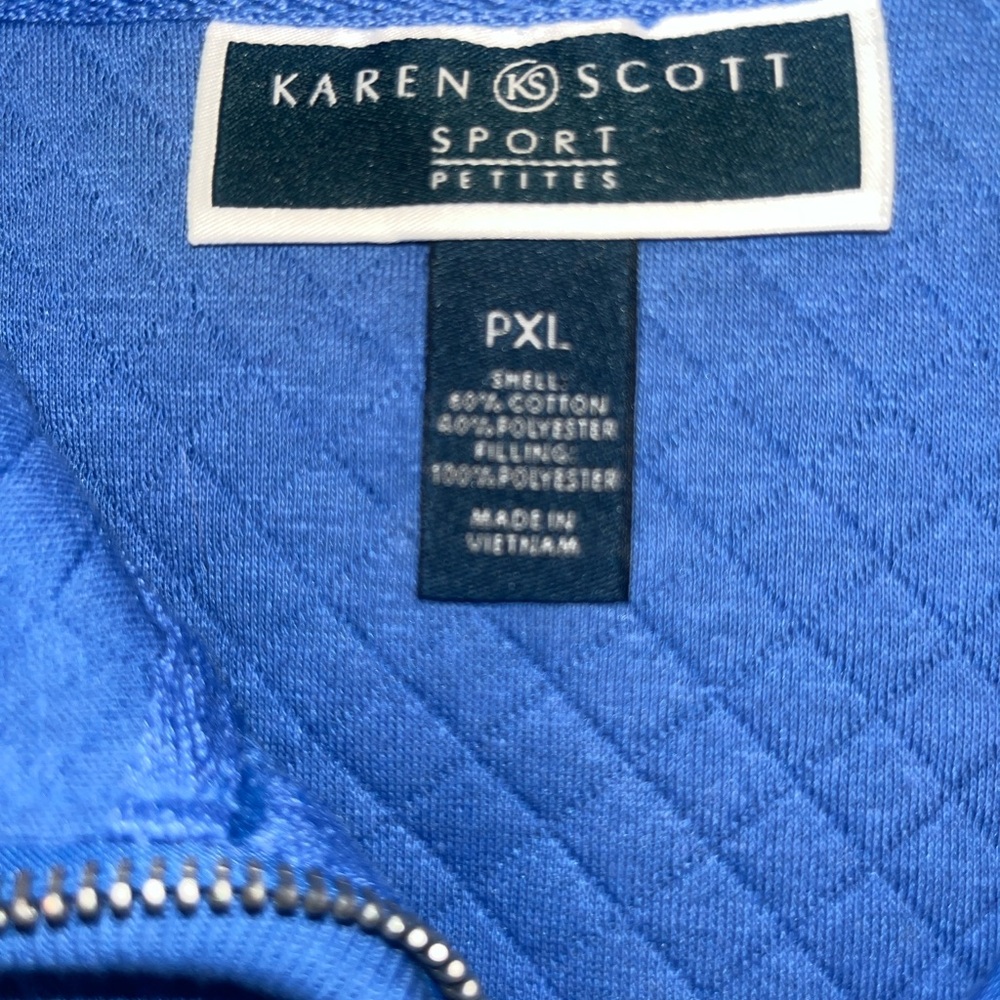 KAREN KS SCOTT
SPORT
PETITES
PXL
SHELL:
60% COTTON
40% POLYESTER
FILLING:
100% POLYESTER
MADE IN
VIETNAM